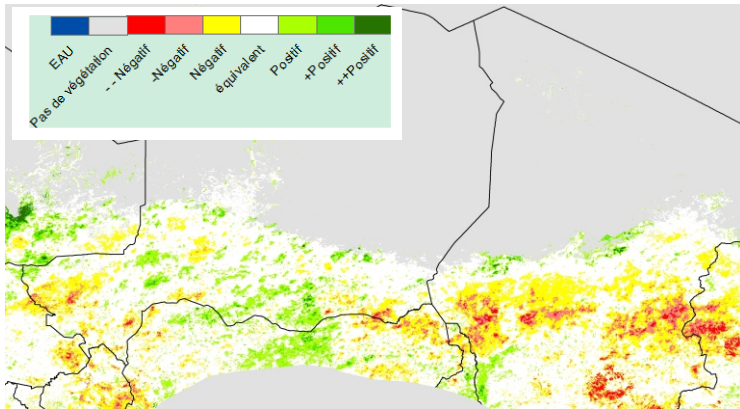 EAU
Pas de végétation
- - Négatif
-Négatif
Négatif
équivalent
Positif
+Positif
++Positif